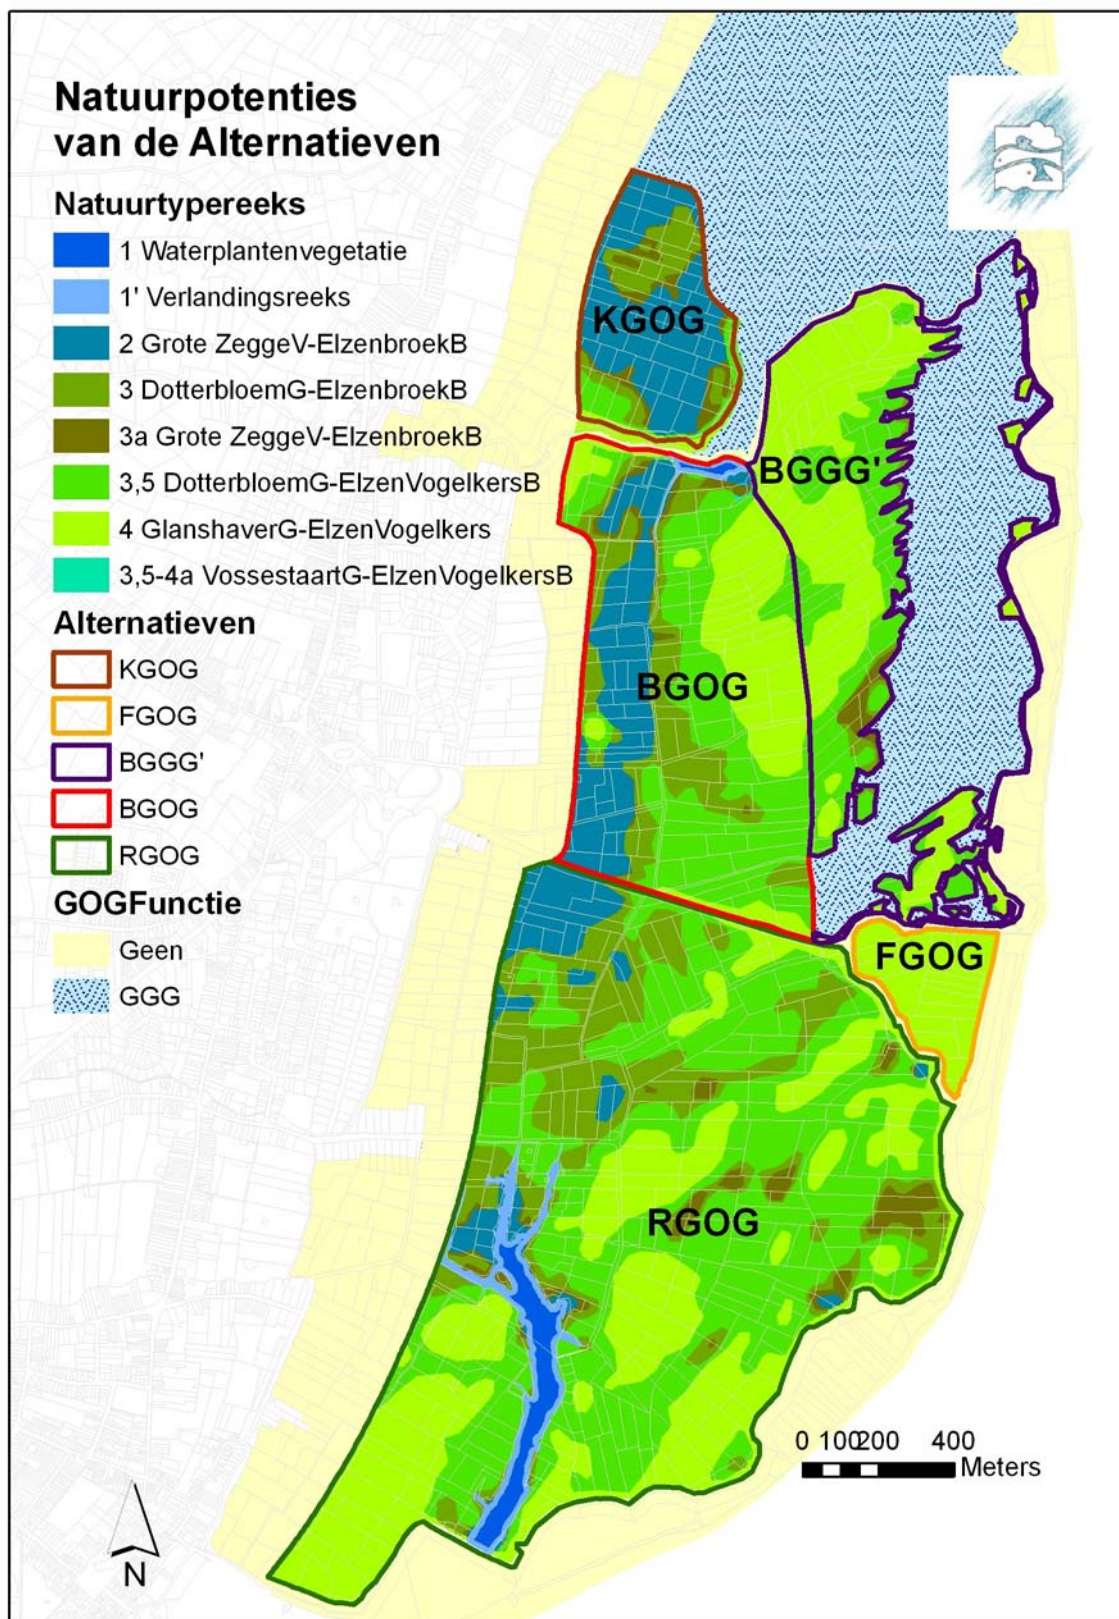 Natuurpotenties
van de Alternatieven
Natuurtypereeks
1 Waterplantenvegetatie
1' Verlandingsreeks
2 Grote ZeggeV-ElzenbroekB
3 DotterbloemG-ElzenbroekB
3a Grote ZeggeV-ElzenbroekB
3,5 DotterbloemG-ElzenVogelkersB
4 GlanshaverG-ElzenVogelkers
3,5-4a VossestaartG-ElzenVogelkersB
Alternatieven
KGOG
FGOG
BGGG'
BGOG
RGOG
GOGFunctie
Geen
GGG
KGOG
BGGG'
BGOG
FGOG
RGOG
0 100200 400
Meters
N